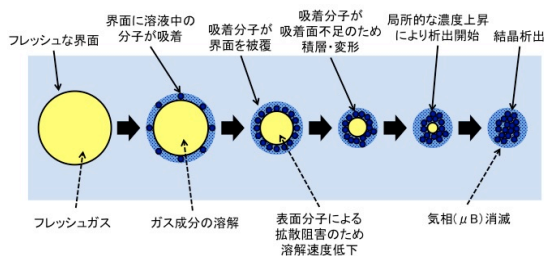 フレッシュな界面
界面に溶液中の
分子が吸着
吸着分子が
界面を被覆
吸着分子が
吸着面不足のため
積層・変形
局所的な濃度上昇
により析出開始
結晶析出
フレッシュガス
ガス成分の溶解
表面分子による
拡散阻害のため
溶解速度低下
気相(μB)消滅